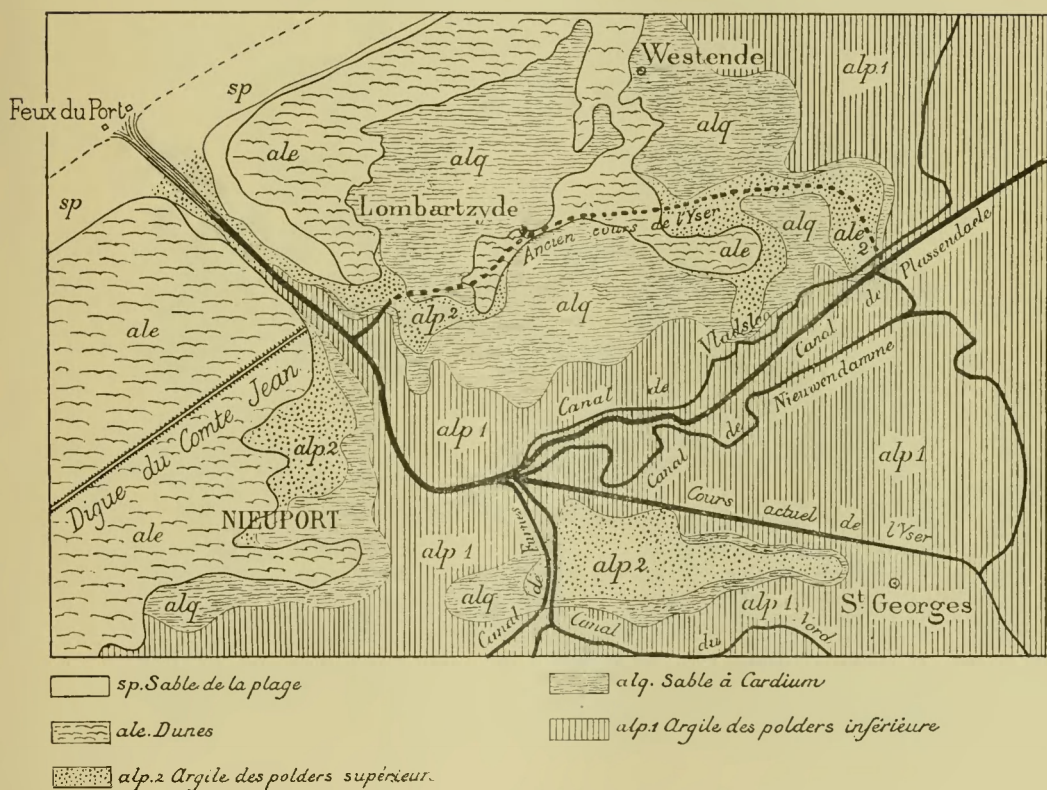 Westende
alp.1
sp
Feux du Port
ale
alq
alq
sp
Lombartzyde
Ancien cours de l'Yser
alq
ale
2
ale
Plassendaele
alp2
alq
ale
Canal de Vladsloo
Canal de
Canal de Nieuwendamme
Digue du Comte Jean
alp2
alp 1
alp.1
NIEUPORT
Cours actuel de l'Yser
ale
alp 1
alp.2
alq
alq
Canal de Furnes
St Georges
alp 1.
Canal du Nord
sp. Sable de la plage
alq. Sable à Cardium
ale. Dunes
alp.1 Argile des polders inférieure
alp.2 Argile des polders supérieur.